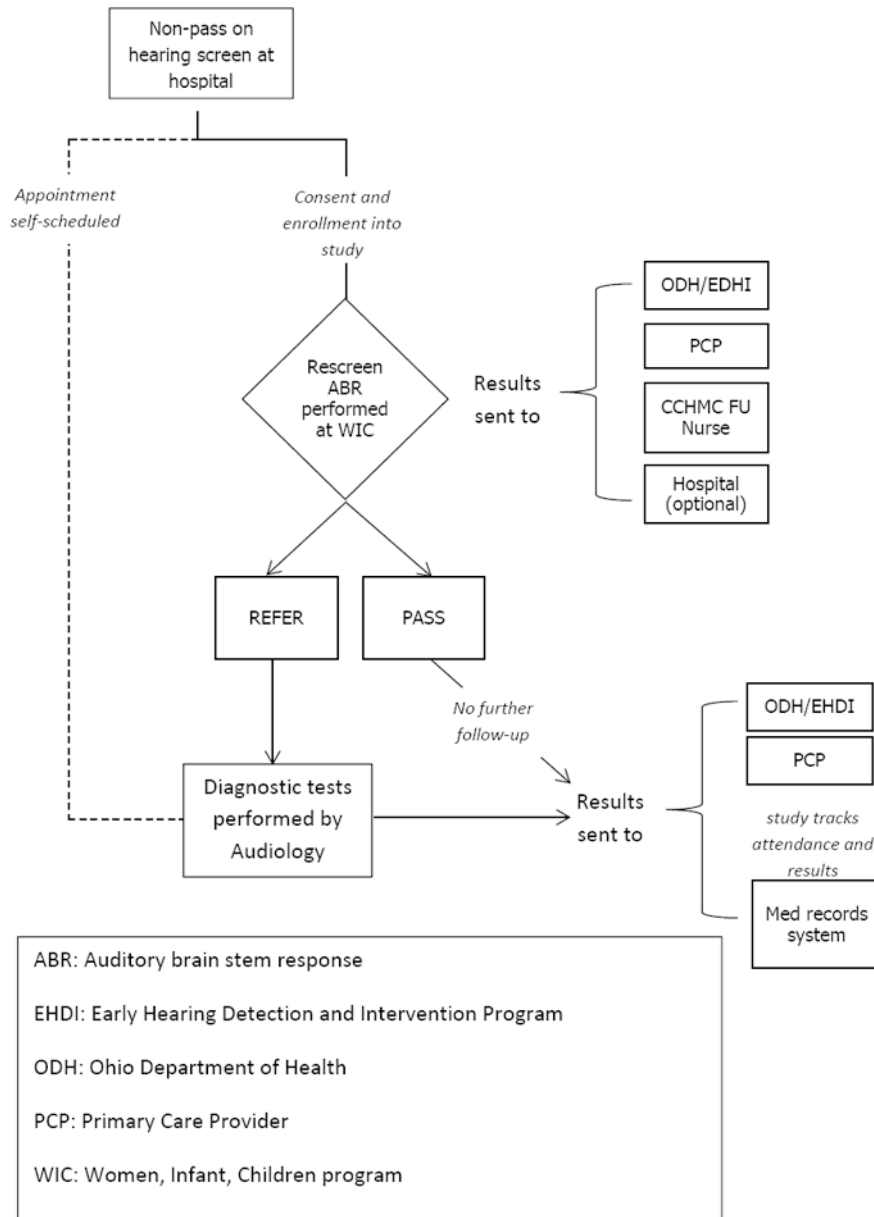 Non-pass on
hearing screen at
hospital
Appointment
self-scheduled
Consent and
enrollment into
study
Rescreen
ABR
performed
at WIC
Results
sent to
ODH/EDHI
PCP
CCHMC FU
Nurse
Hospital
(optional)
REFER
PASS
No further
follow-up
Diagnostic tests
performed by
Audiology
Results
sent to
ODH/EHDI
PCP
study tracks
attendance and
results
Med records
system
ABR: Auditory brain stem response
EHDI: Early Hearing Detection and Intervention Program
ODH: Ohio Department of Health
PCP: Primary Care Provider
WIC: Women, Infant, Children program